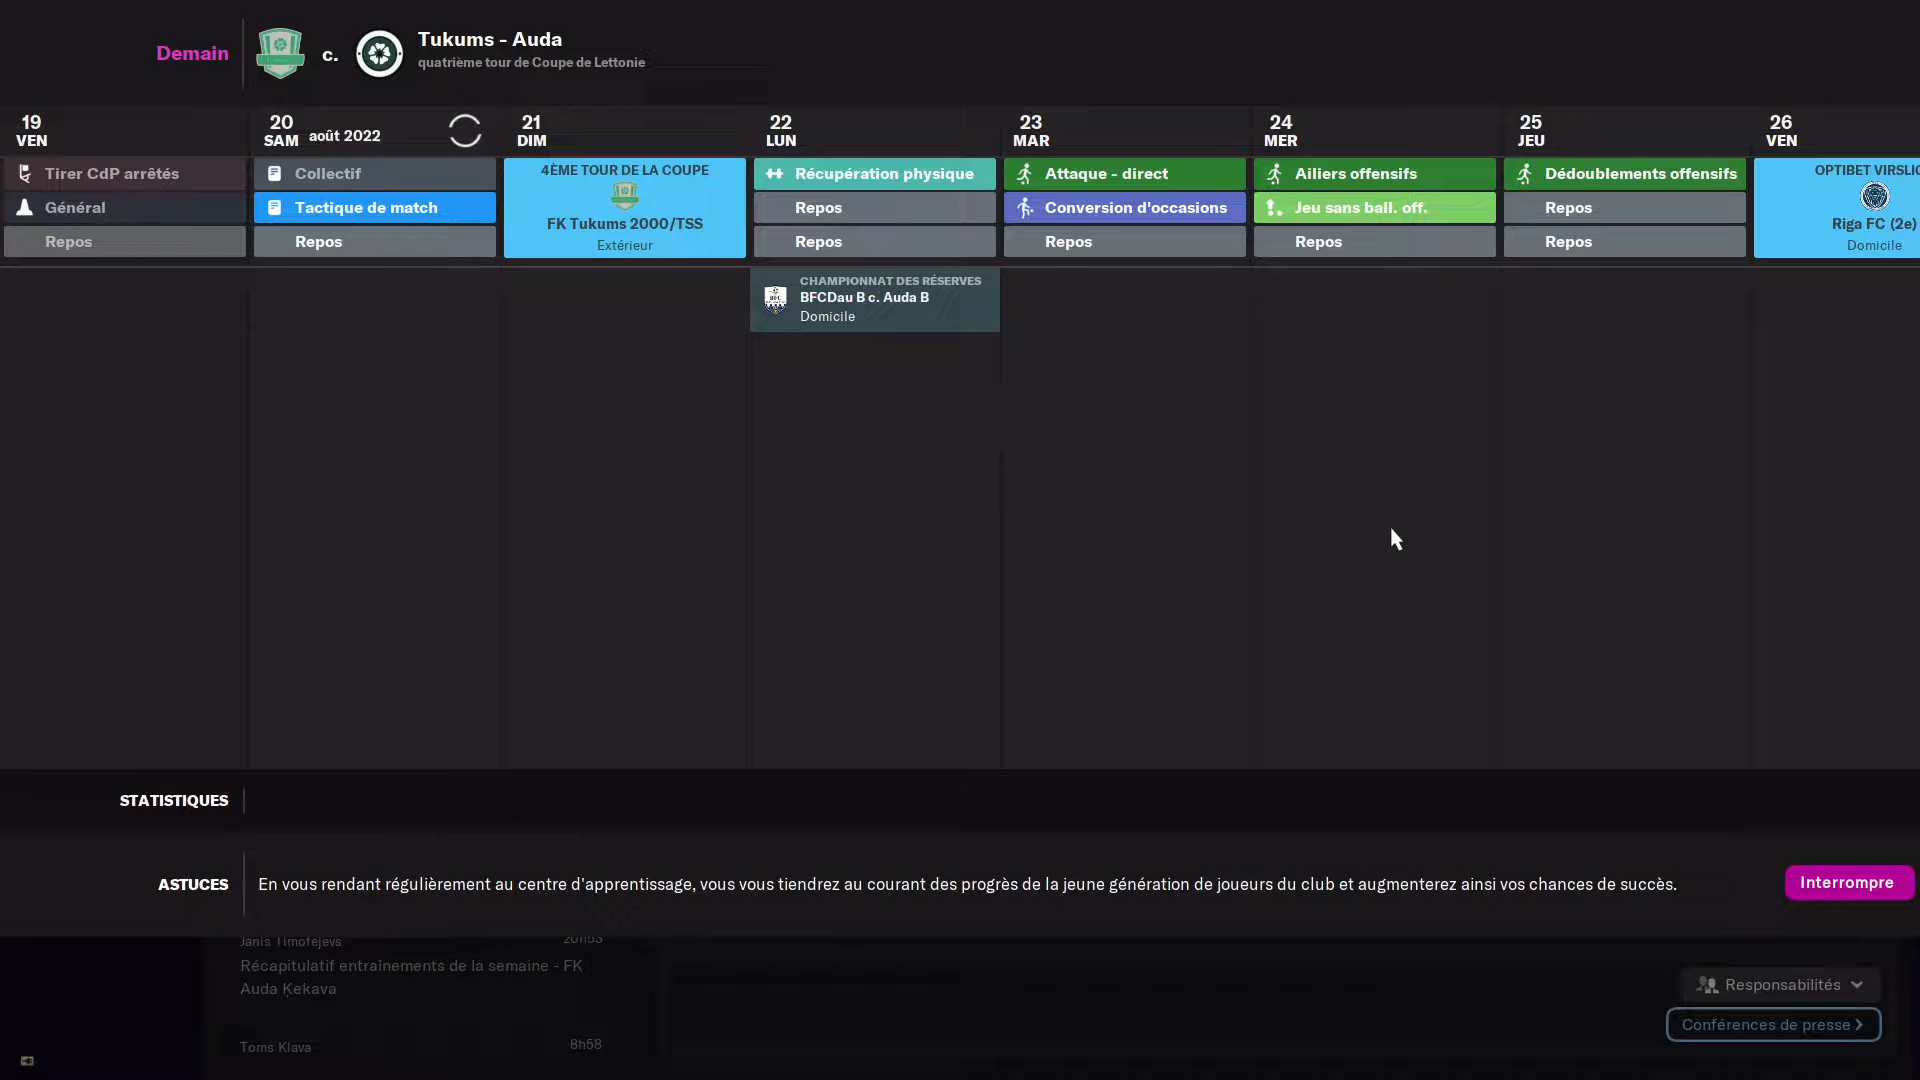 Demain
c.
Tukums - Auda
quatrième tour de Coupe de Lettonie
19
VEN
20
SAM août 2022
21
DIM
22
LUN
23
MAR
24
MER
25
JEU
26
VEN
Tirer CdP arrêtés
Général
Repos
Collectif
Tactique de match
Repos
4ÈME TOUR DE LA COUPE
FK Tukums 2000/TSS
Extérieur
Récupération physique
Repos
Repos
Attaque - direct
Conversion d'occasions
Repos
Ailiers offensifs
Jeu sans ball. off.
Repos
Dédoublements offensifs
Repos
Repos
OPTIBET VIRSLIC
Riga FC (2e)
Domicile
CHAMPIONNAT DES RÉSERVES
BFCDau B c. Auda B
Domicile
STATISTIQUES
ASTUCES
En vous rendant régulièrement au centre d'apprentissage, vous vous tiendrez au courant des progrès de la jeune génération de joueurs du club et augmenterez ainsi vos chances de succès.
Interrompre
Janis Timofejevs 20h53
Récapitulatif entraînements de la semaine - FK
Auda Ķekava
Toms Klava 8h58
Responsabilités
Conférences de presse